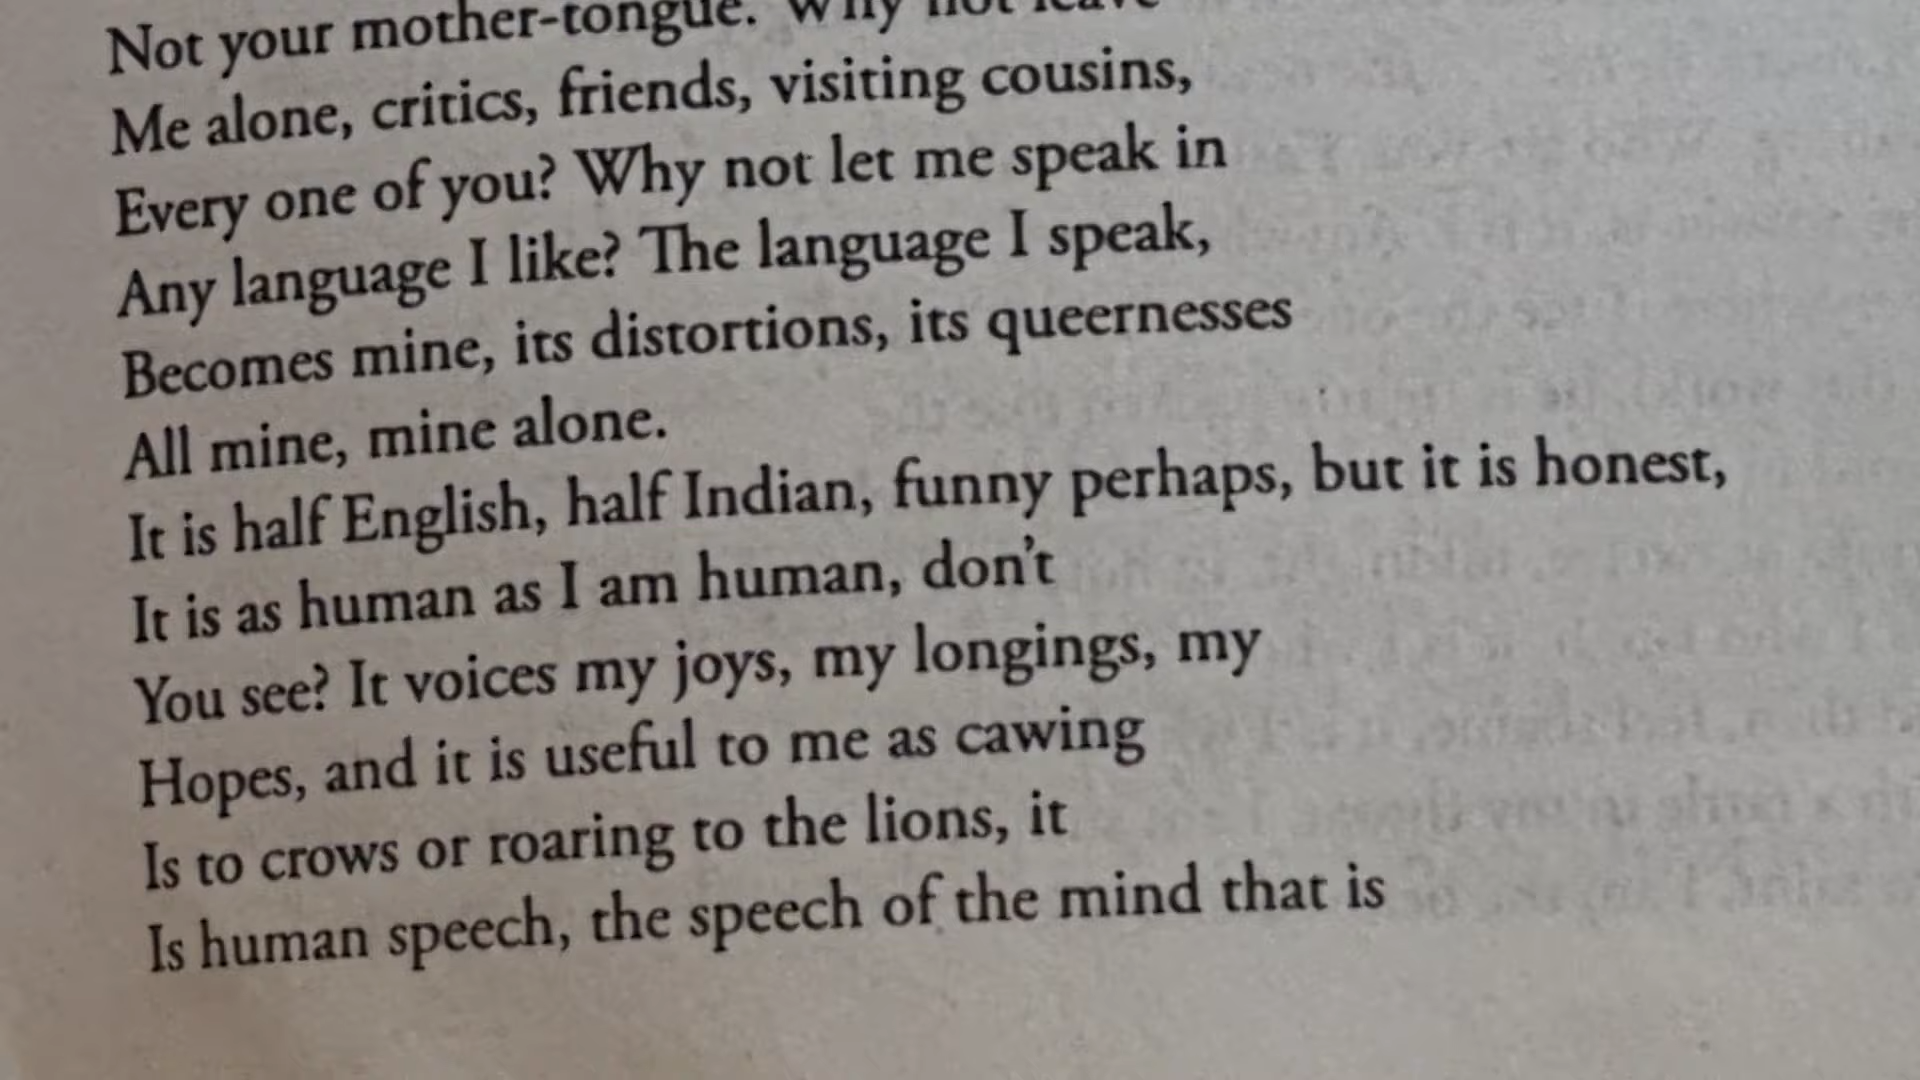 Not your mother-tongue. Why not leave
Me alone, critics, friends, visiting cousins,
Every one of you? Why not let me speak in
Any language I like? The language I speak,
Becomes mine, its distortions, its queernesses
All mine, mine alone.
It is half English, half Indian, funny perhaps, but it is honest,
It is as human as I am human, don't
You see? It voices my joys, my longings, my
Hopes, and it is useful to me as cawing
Is to crows or roaring to the lions, it
Is human speech, the speech of the mind that is